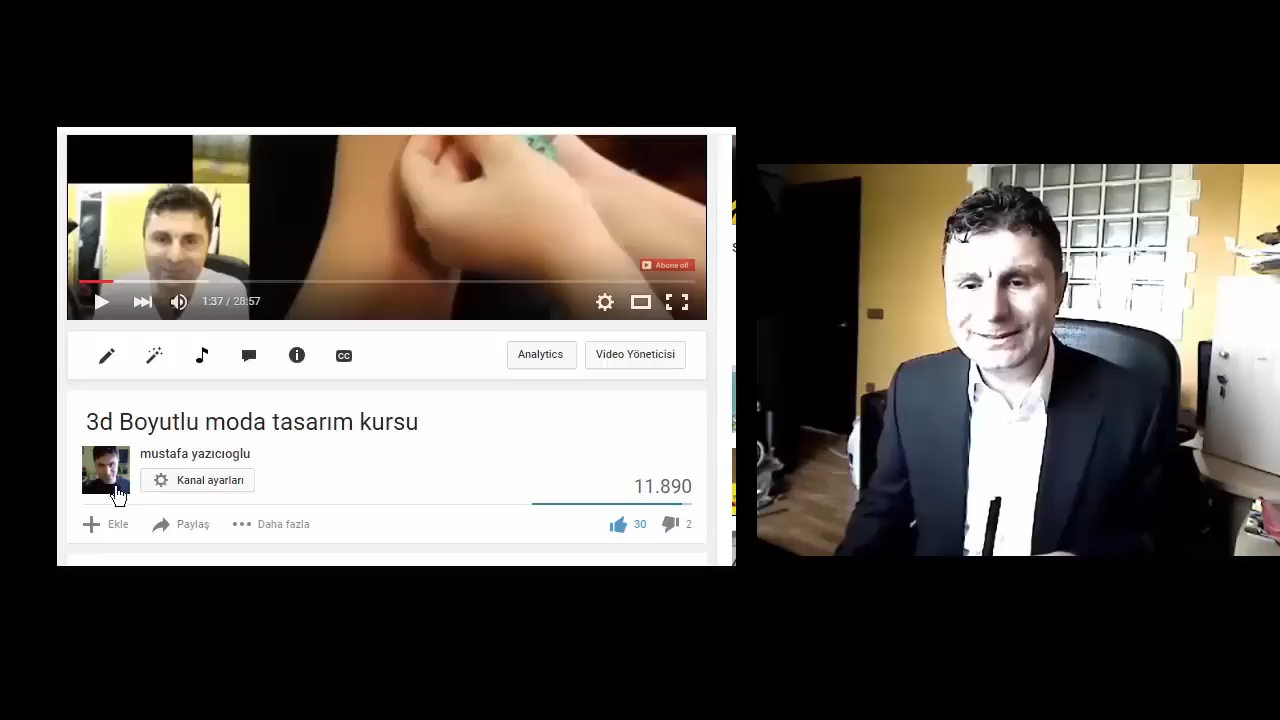 Abone ol!
1:37 / 28:57
CC
Analytics
Video Yöneticisi
3d Boyutlu moda tasarım kursu
mustafa yazıcıoglu
Kanal ayarları
11.890
Ekle
Paylaş
Daha fazla
30
2